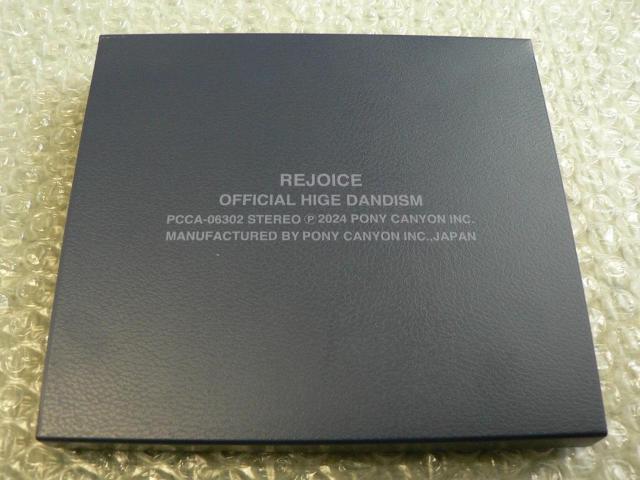 REJOICE
OFFICIAL HIGE DANDISM
PCCA-06302 STEREO Ⓟ 2024 PONY CANYON INC.
MANUFACTURED BY PONY CANYON INC.,JAPAN